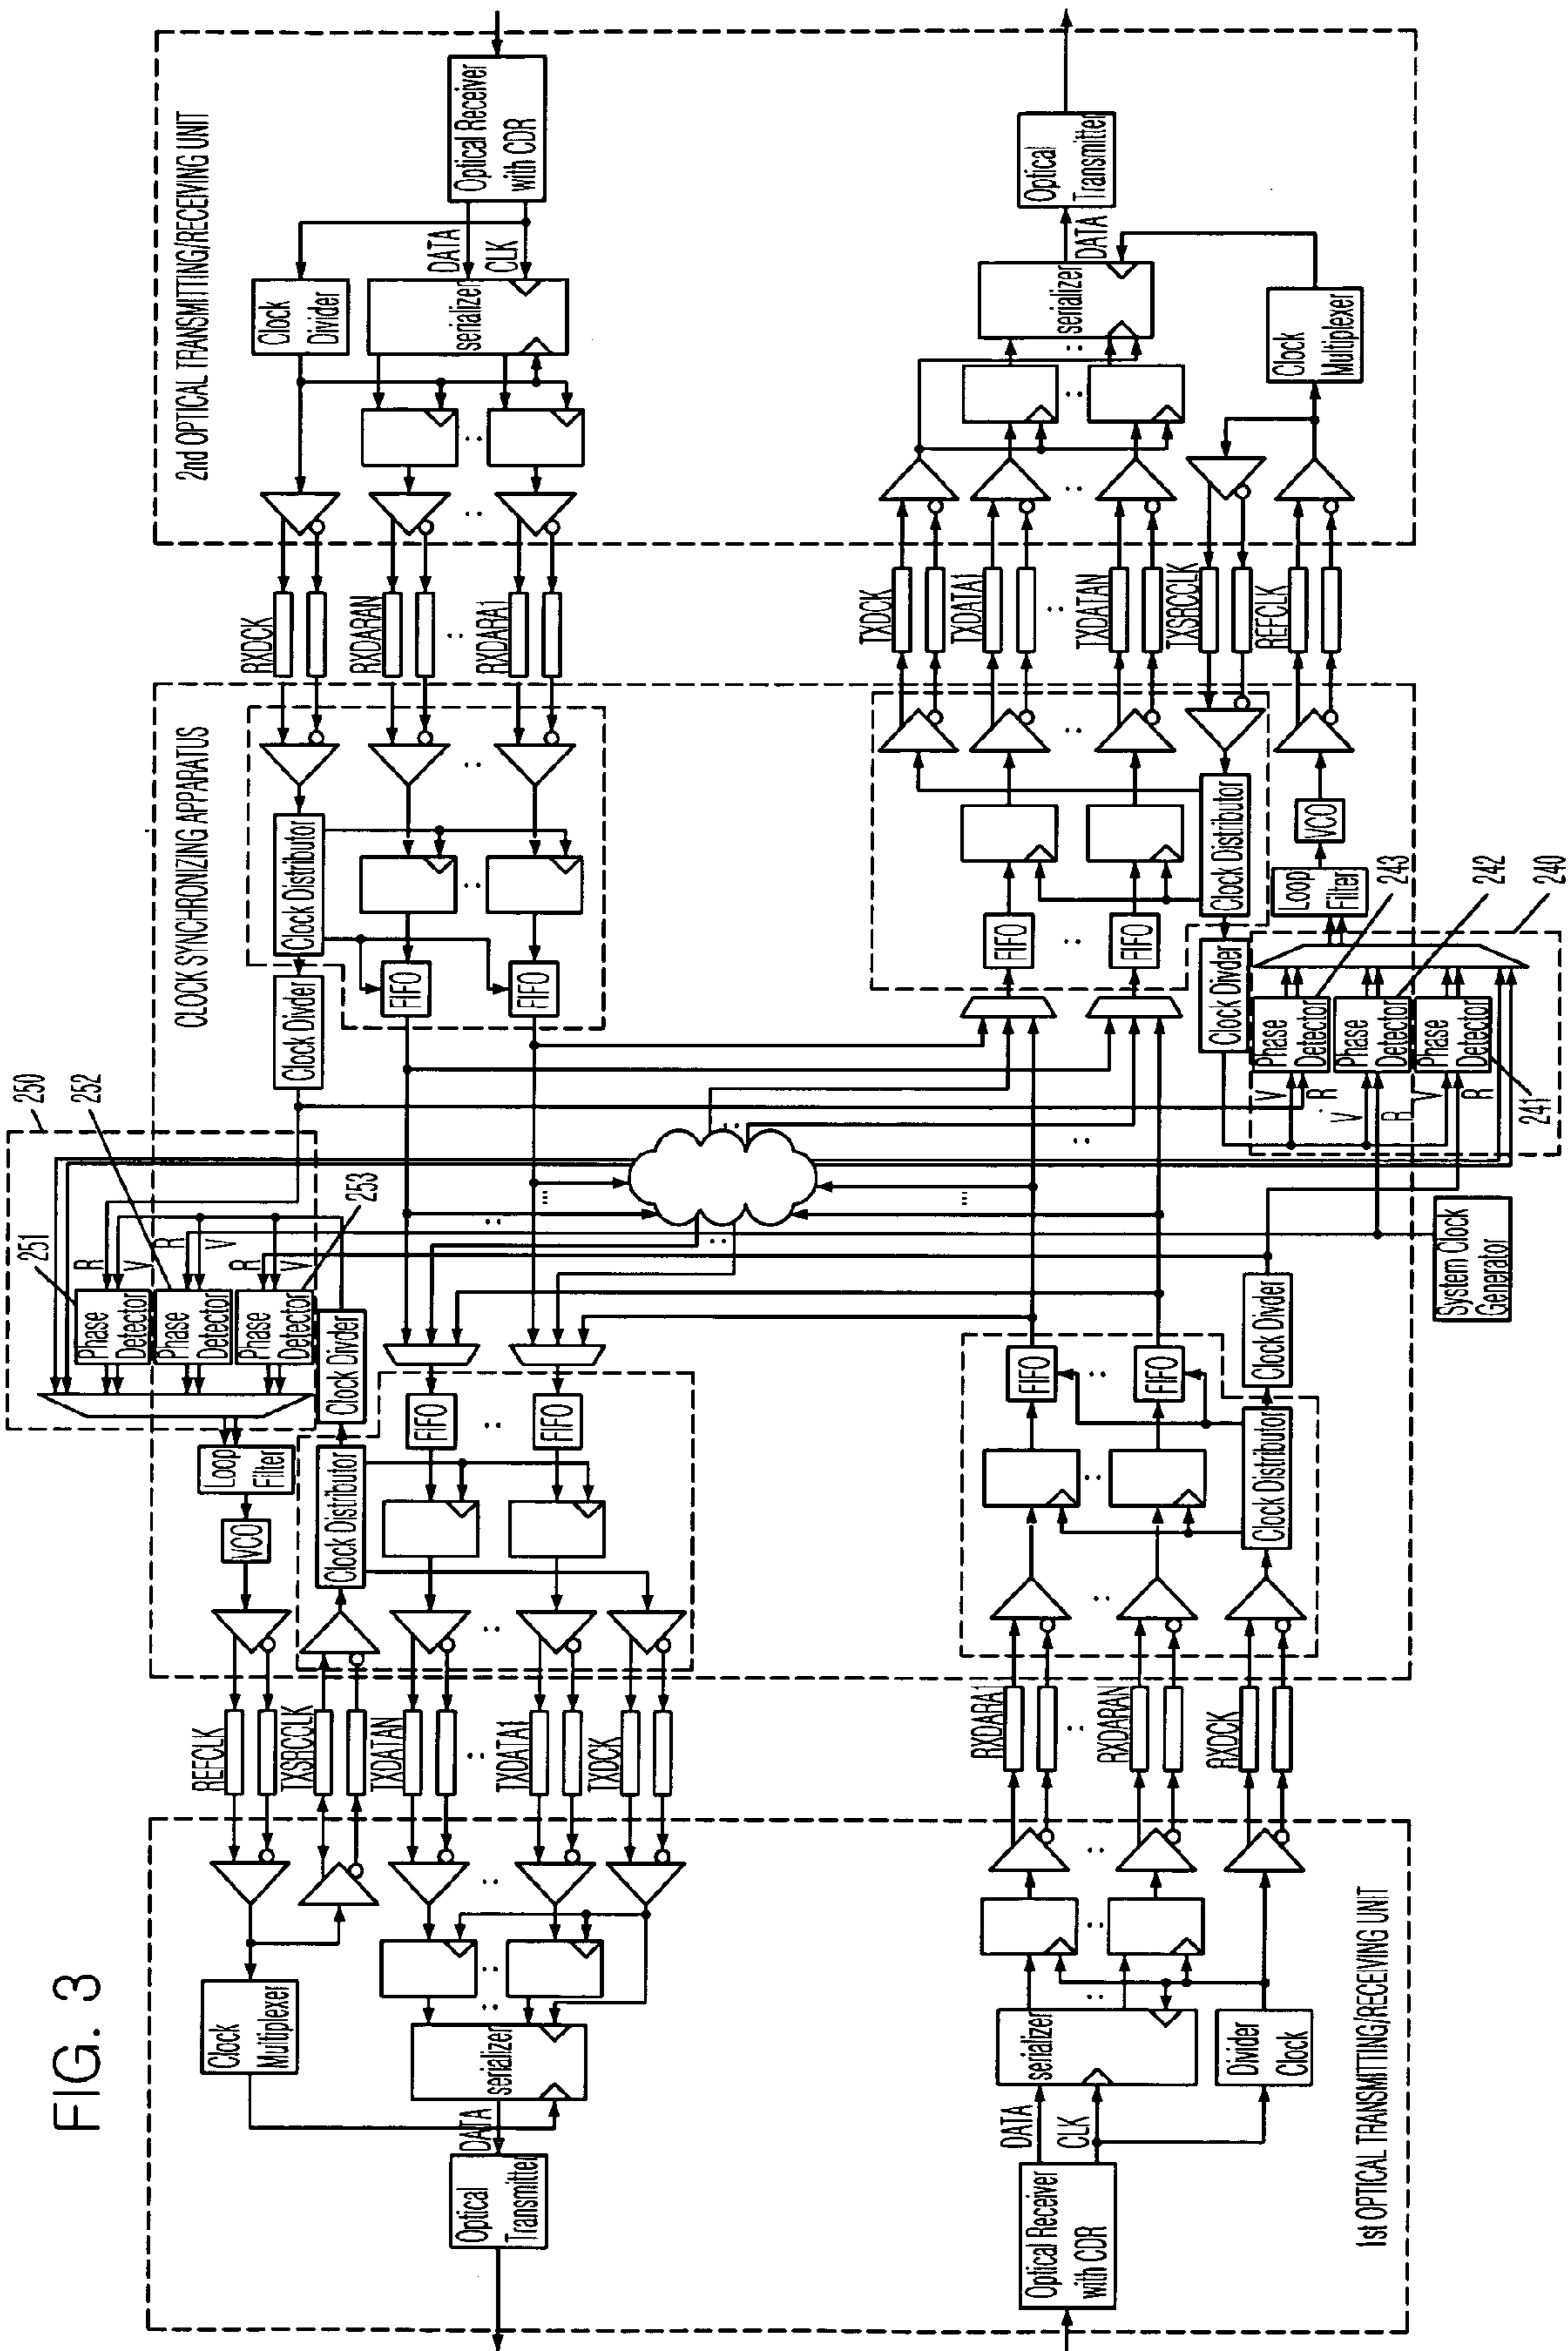 FIG. 3
2nd OPTICAL TRANSMITTING/RECEIVING UNIT
Optical Receiver
with CDR
DATA
CLK
Clock
Divider
serializer
RXDCK
RXDARAN
RXDARA1
Optical
Transmitter
DATA
serializer
Clock
Multiplexer
TXDCK
TXDATA1
TXDATAN
TXSRCCLK
REFCLK
CLOCK SYNCHRONIZING APPARATUS
Clock Distributor
Clock Divder
FIFO
FIFO
FIFO
FIFO
Clock Distributor
Clock Divder
VCO
Loop
Filter
Phase
Detector
Phase
Detector
Phase
Detector
V
R
V
R
V
R
243
242
240
241
250
252
251
253
R
V
R
V
R
V
Phase
Detector
Phase
Detector
Phase
Detector
Loop
Filter
VCO
Clock Divder
Clock Distributor
FIFO
FIFO
FIFO
FIFO
Clock Distributor
Clock Divder
System Clock
Generator
REFCLK
TXSRCCLK
TXDATAN
TXDATA1
TXDCK
RXDARA1
RXDARAN
RXDCK
Clock
Multiplexer
serializer
DATA
Optical
Transmitter
serializer
Divider
Clock
DATA
CLK
Optical Receiver
with CDR
1st OPTICAL TRANSMITTING/RECEIVING UNIT